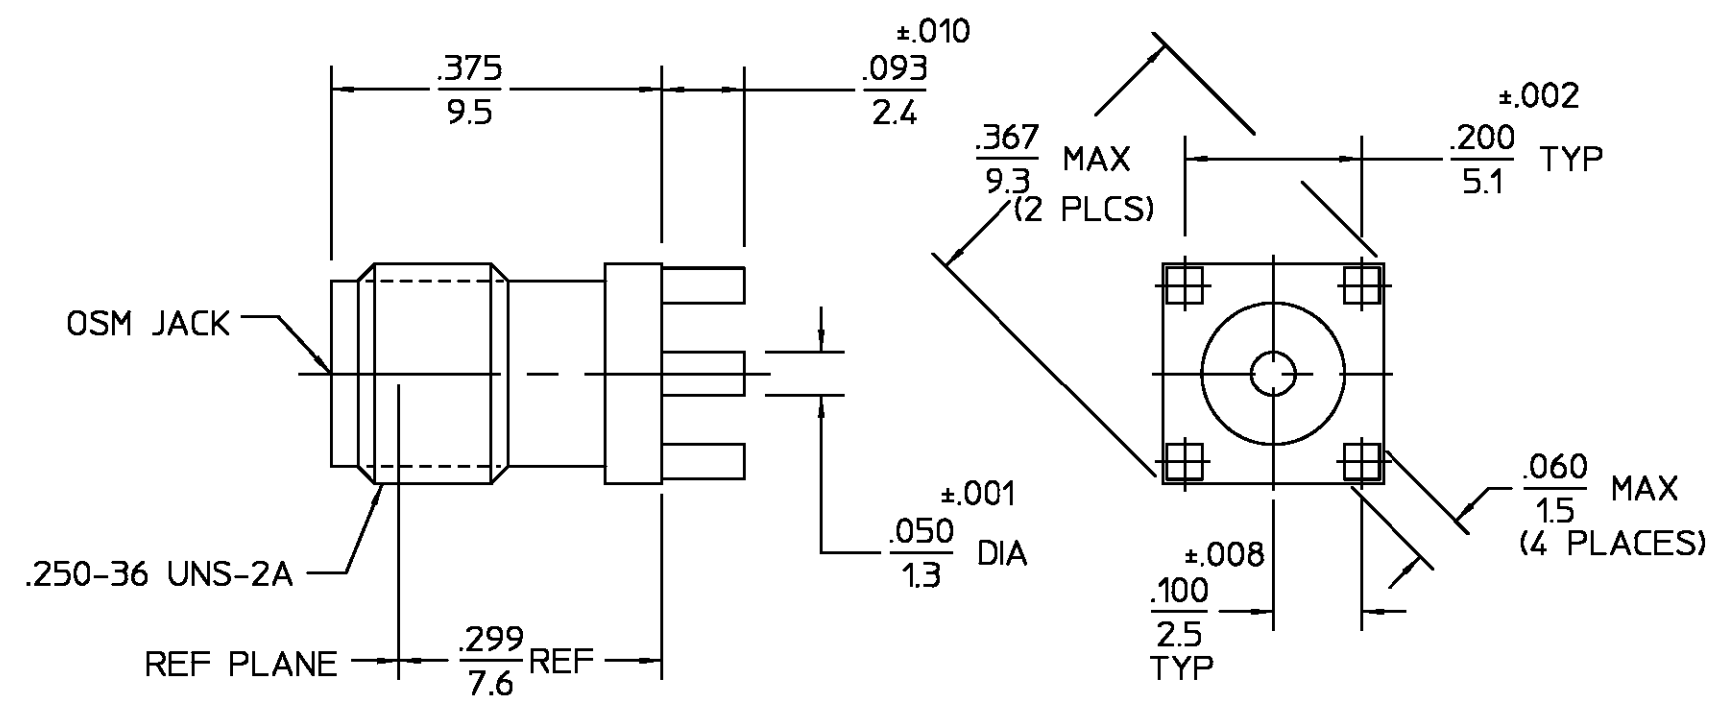 ±.010
.375
9.5
.093
2.4
±.002
.367 MAX
9.3
(2 PLCS)
.200 TYP
5.1
OSM JACK
±.001
.050 DIA
1.3
.060 MAX
1.5
(4 PLACES)
.250-36 UNS-2A
±.008
.100
2.5
TYP
REF PLANE
.299 REF
7.6